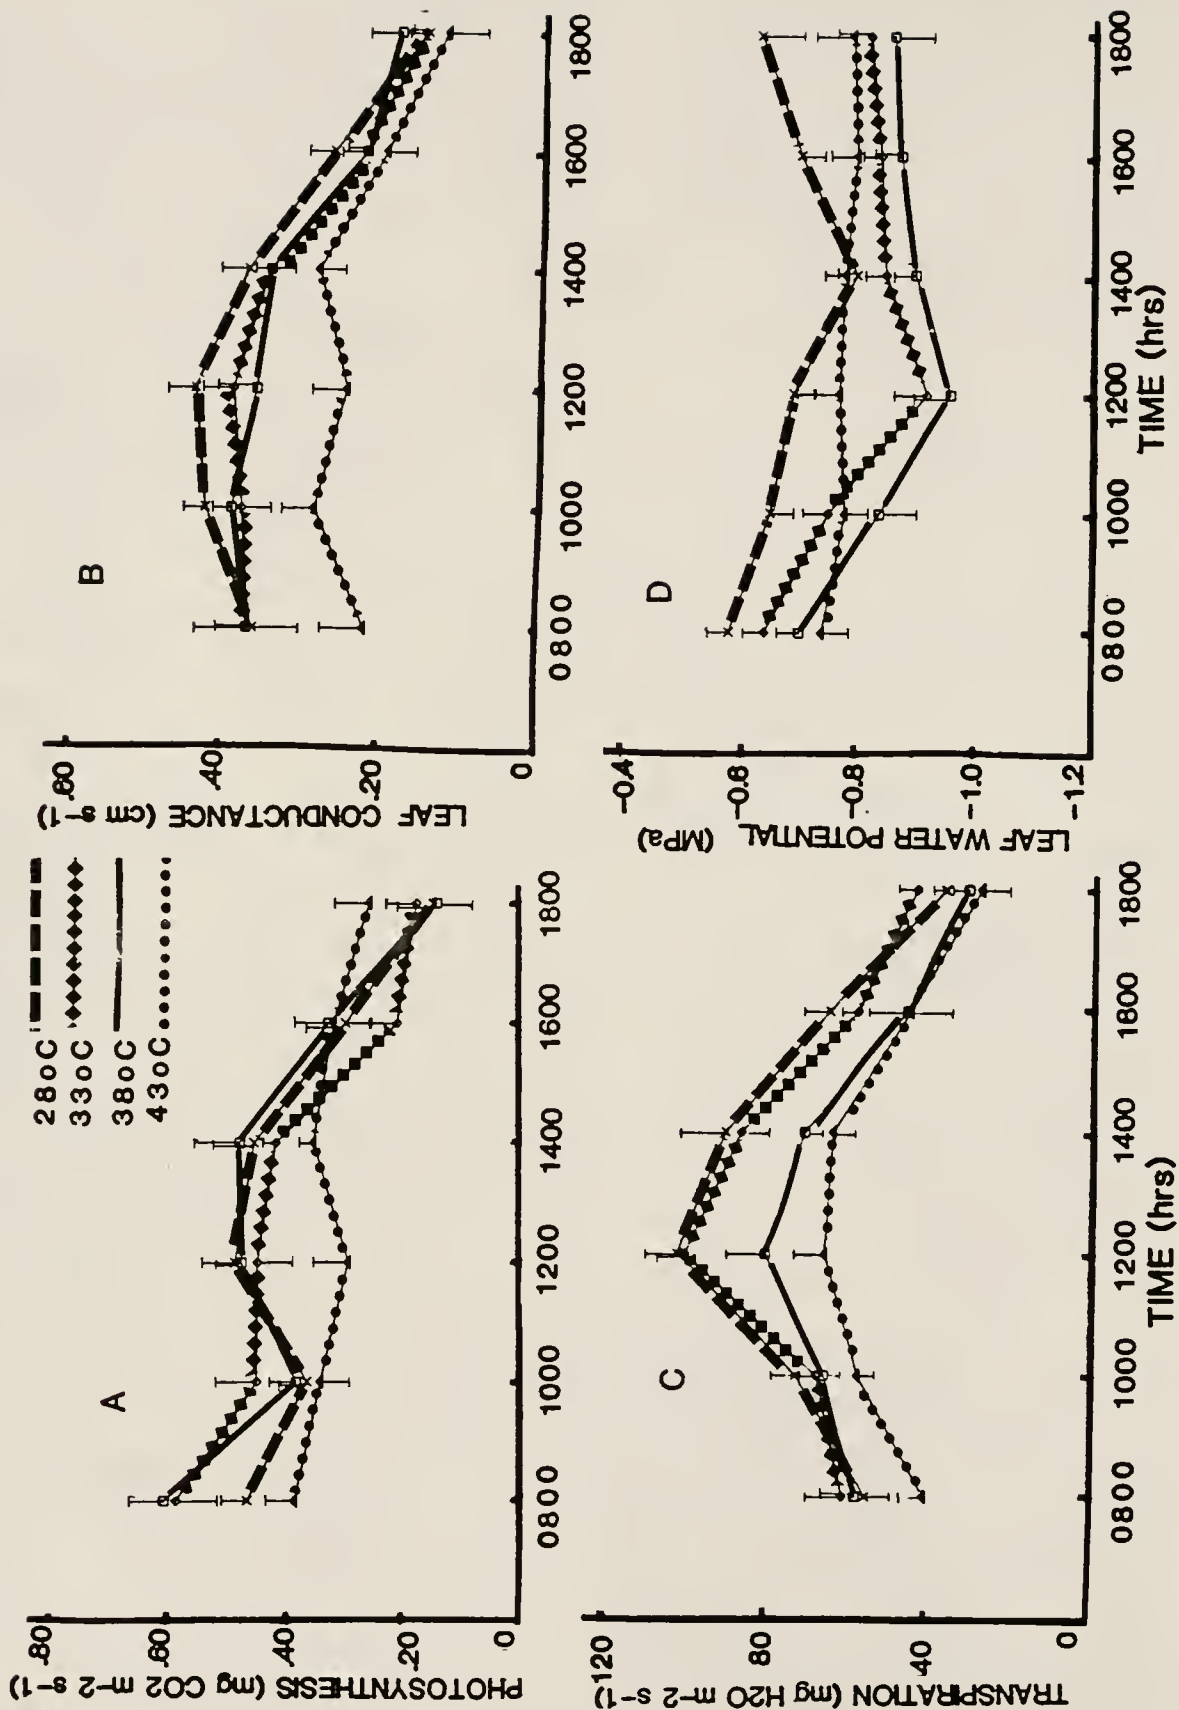 28oC
33oC
38oC
43oC
A
PHOTOSYNTHESIS (mg CO2 m-2 s-1)
.80
.60
.40
.20
0
0800 1000 1200 1400 1600 1800
B
LEAF CONDUCTANCE (cm s-1)
.60
.40
.20
0
0800 1000 1200 1400 1600 1800
C
TRANSPIRATION (mg H2O m-2 s-1)
120
80
40
0
0800 1000 1200 1400 1800 1800
TIME (hrs)
D
LEAF WATER POTENTIAL (MPa)
-0.4
-0.8
-0.8
-1.0
-1.2
0800 1000 1200 1400 1600 1800
TIME (hrs)